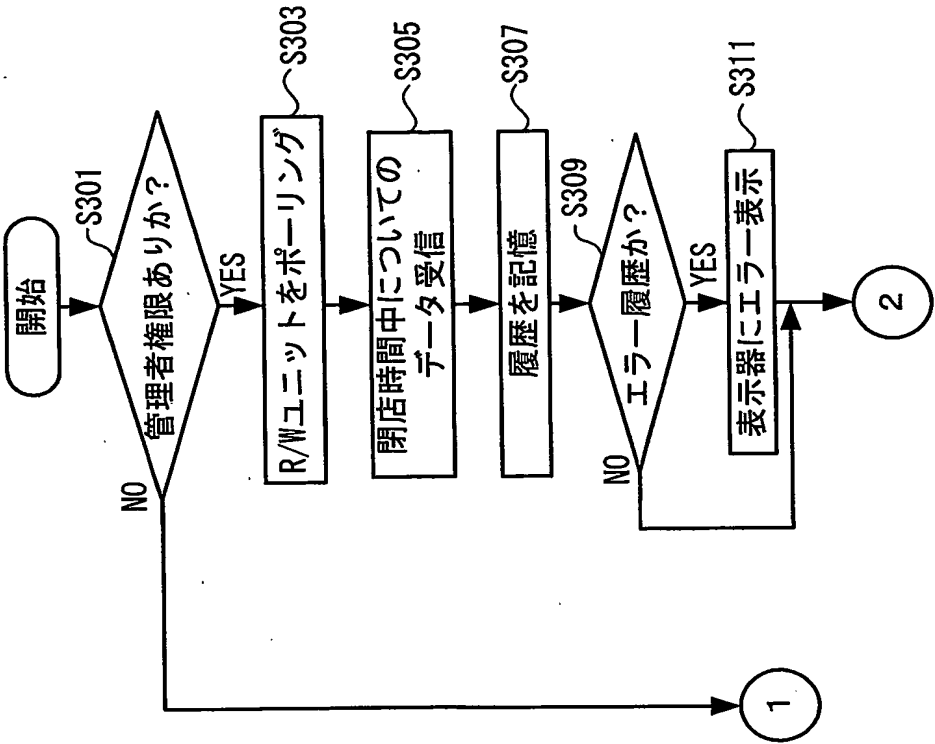 開始
S301
管理者権限ありか？
NO
YES
S303
R/Wユニットをポーリング
S305
閉店時間中についての
データ受信
S307
履歴を記憶
S309
エラー履歴か？
NO
YES
S311
表示器にエラー表示
1
2